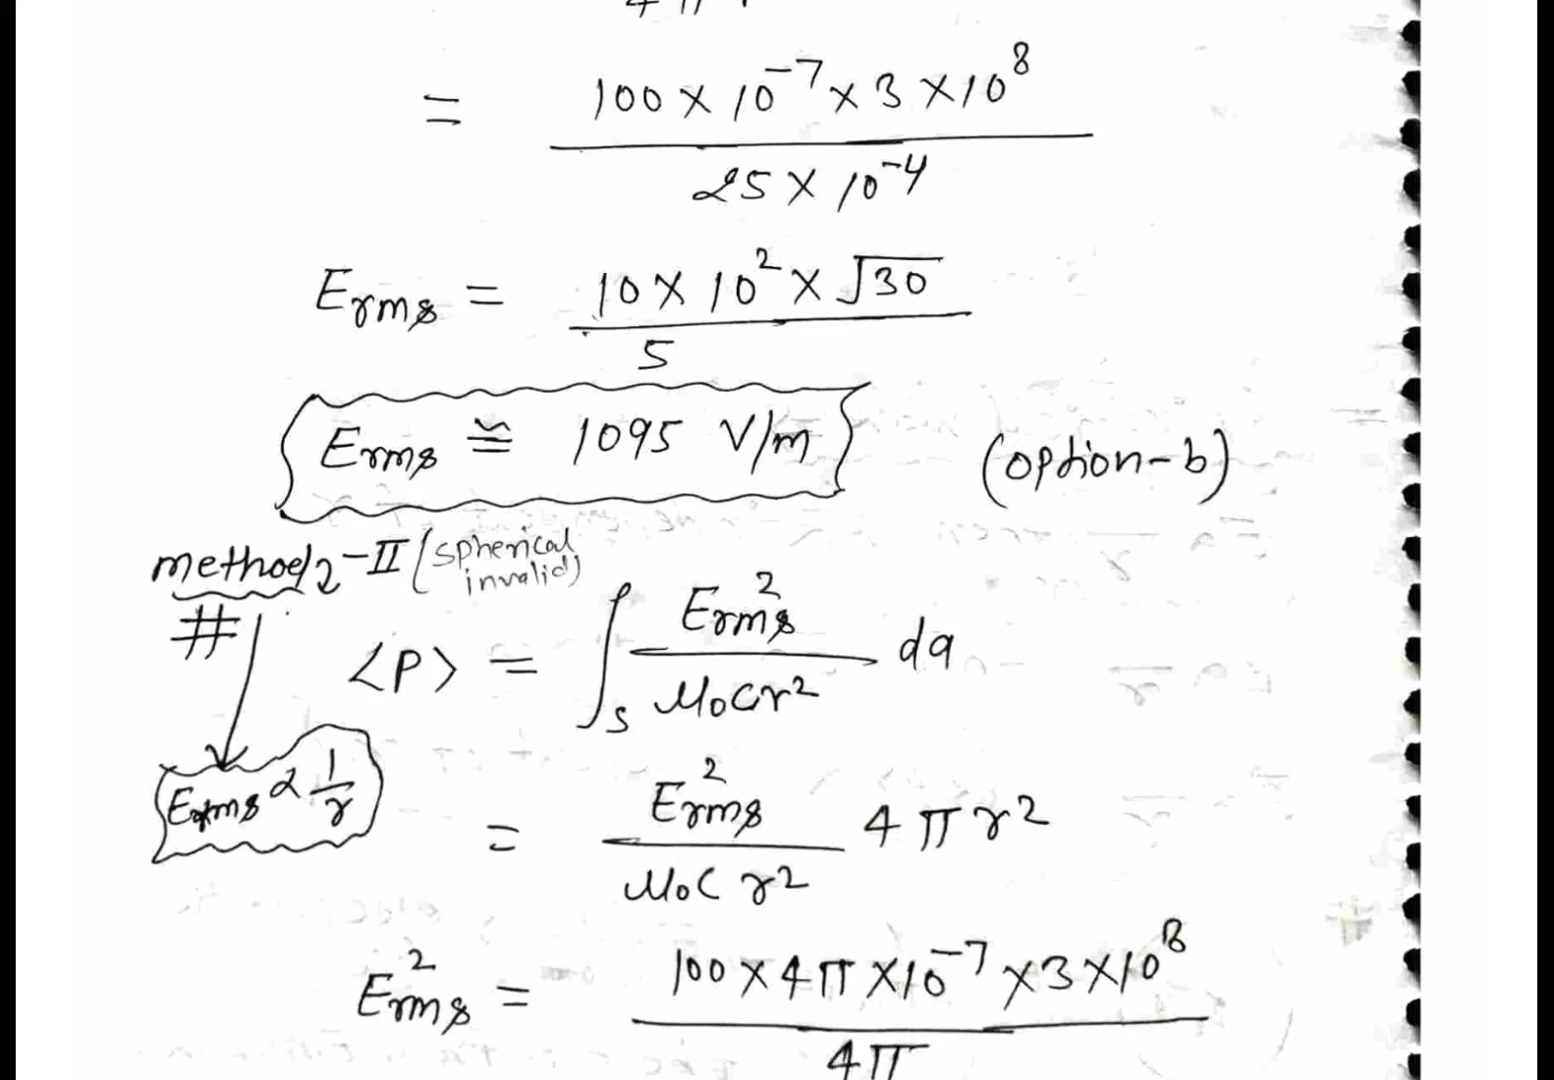 4π r
= 100 × 10⁻⁷ × 3 × 10⁸ / 25 × 10⁻⁴
Erms = 10 × 10² × √30 / 5
Erms ≅ 1095 V/m (option-b)
method-II (spherical invalid)
# <P> = ∫s Erms² / μ₀cr² da
Erms ∝ 1/r
= Erms² / μ₀c r² 4πr²
Erms² = 100 × 4π × 10⁻⁷ × 3 × 10⁸ / 4π